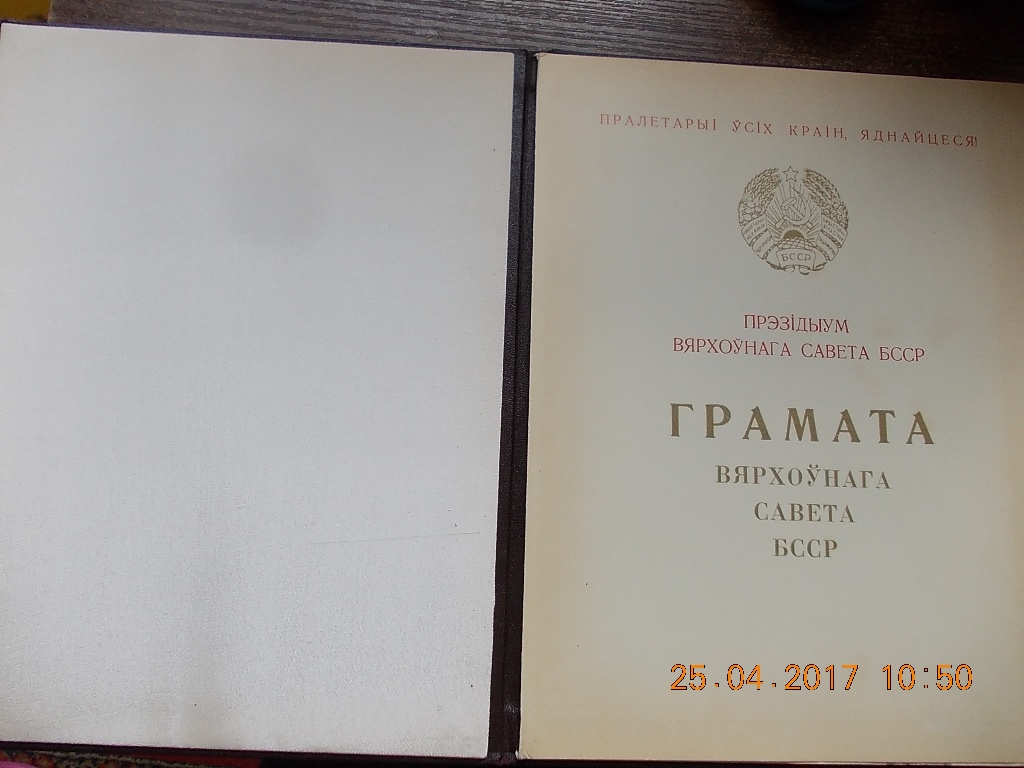 ПРАЛЕТАРЫІ ЎСІХ КРАІН, ЯДНАЙЦЕСЯ!
БССР
ПРЭЗІДЫУМ
ВЯРХОЎНАГА САВЕТА БССР
ГРАМАТА
ВЯРХОЎНАГА
САВЕТА
БССР
25.04.2017 10:50